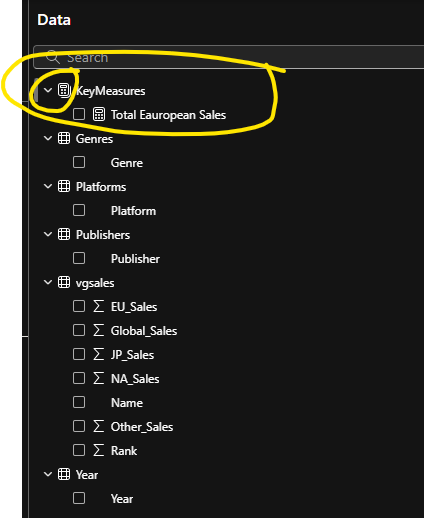 Data
Search
KeyMeasures
Total Eauropean Sales
Genres
Genre
Platforms
Platform
Publishers
Publisher
vgsales
EU_Sales
Global_Sales
JP_Sales
NA_Sales
Name
Other_Sales
Rank
Year
Year